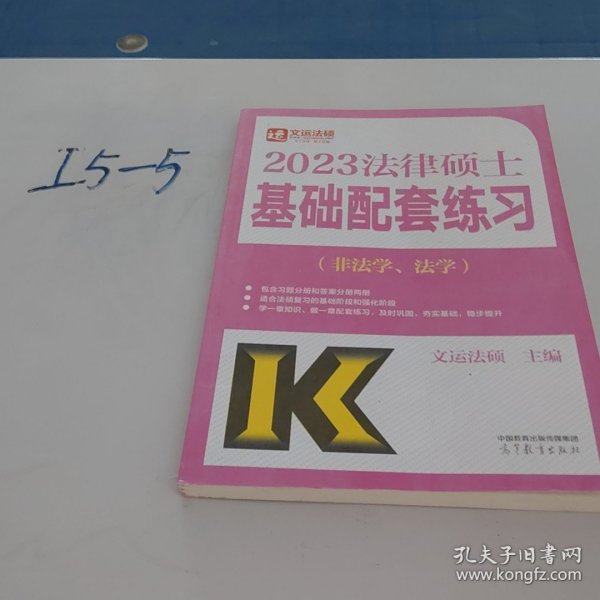 I5-5
文运法硕
2023法律硕士
基础配套练习
(非法学、法学)
包含习题分册和答案分册两册
适合法硕复习的基础阶段和强化阶段
学一章知识、做一章配套练习，及时巩固，夯实基础，稳步提升
文运法硕 主编
中国教育出版传媒集团
高等教育出版社
孔夫子旧书网
www.kongfz.com